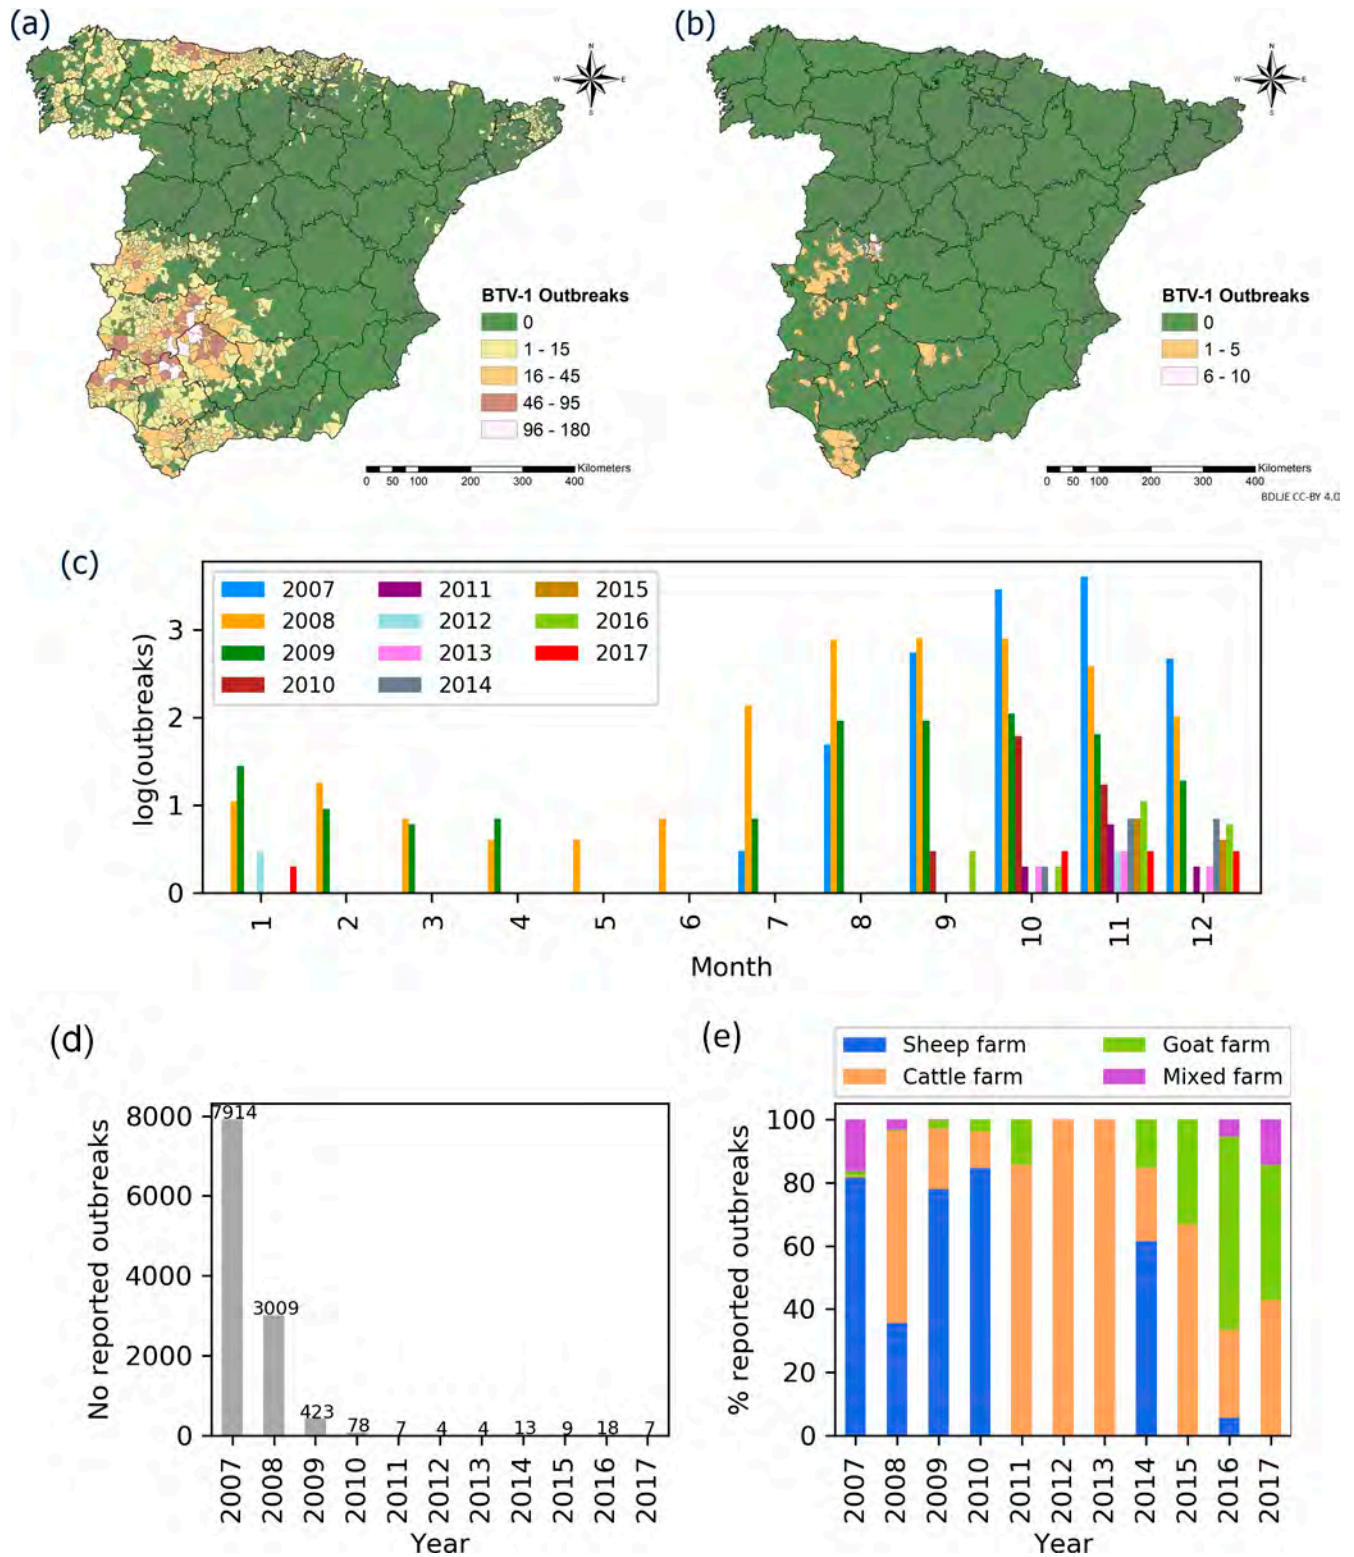 (a)
N
W
E
S
BTV-1 Outbreaks
0
1 - 15
16 - 45
46 - 95
96 - 180
Kilometers
0 50 100 200 300 400
(b)
N
W
E
S
BTV-1 Outbreaks
0
1 - 5
6 - 10
Kilometers
0 50 100 200 300 400
BDLJE CC-BY 4.0
(c)
log(outbreaks)
3
2
1
0
2007 2011 2015
2008 2012 2016
2009 2013 2017
2010 2014
1 2 3 4 5 6 7 8 9 10 11 12
Month
(d)
No reported outbreaks
8000
6000
4000
2000
0
7914
3009
423
78
7
4
4
13
9
18
7
2007 2008 2009 2010 2011 2012 2013 2014 2015 2016 2017
Year
(e)
Sheep farm Goat farm
Cattle farm Mixed farm
% reported outbreaks
100
80
60
40
20
0
2007 2008 2009 2010 2011 2012 2013 2014 2015 2016 2017
Year